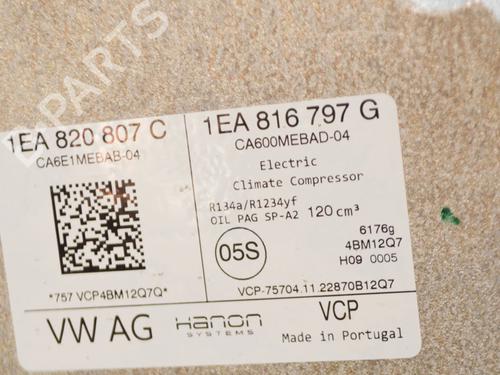 1EA 820 807 C
CA6E1MEBAB-04
*757 VCP4BM12Q7Q*
VW AG
Hanon
SYSTEMS
1EA 816 797 G
CA600MEBAD-04
Electric
Climate Compressor
R134a/R1234yf
OIL PAG SP-A2 120 cm³
05S
6176g
4BM12Q7
H09 0005
VCP-75704.11.22870B12Q7
VCP
Made in Portugal